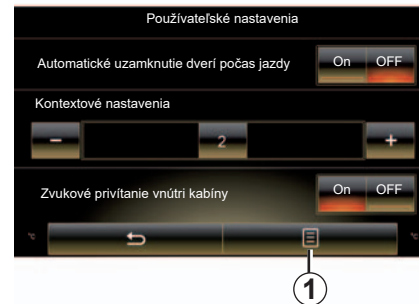 Používateľské nastavenia
Automatické uzamknutie dverí počas jazdy
On OFF
Kontextové nastavenia
- 2 +
Zvukové privítanie vnútri kabíny
On OFF
°C °C
1